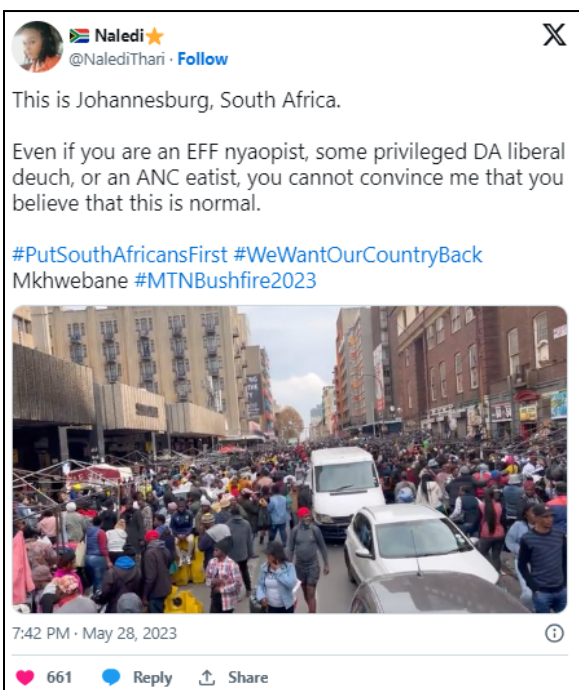 Naledi
@NalediThari · Follow
This is Johannesburg, South Africa.
Even if you are an EFF nyaopist, some privileged DA liberal
deuch, or an ANC eatist, you cannot convince me that you
believe that this is normal.
#PutSouthAfricansFirst #WeWantOurCountryBack
Mkhwebane #MTNBushfire2023
7:42 PM · May 28, 2023
661 Reply Share